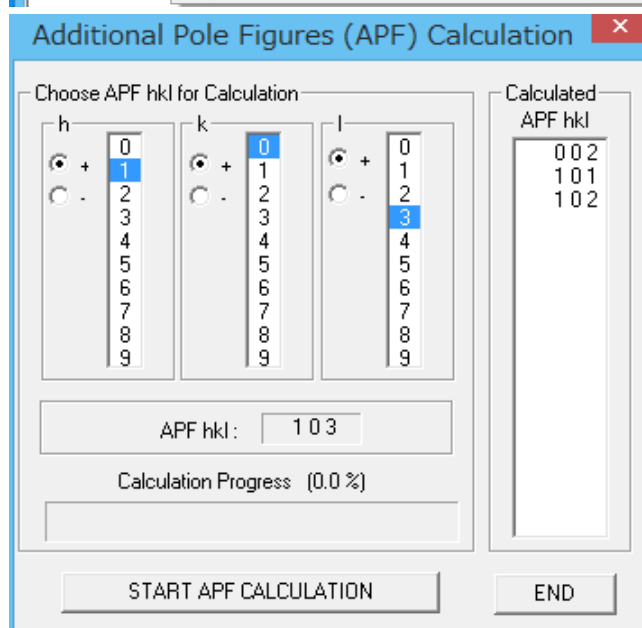 Additional Pole Figures (APF) Calculation
Choose APF hkl for Calculation
h
+
-
0
1
2
3
4
5
6
7
8
9
k
+
-
0
1
2
3
4
5
6
7
8
9
l
+
-
0
1
2
3
4
5
6
7
8
9
APF hkl :
1 0 3
Calculation Progress (0.0 %)
START APF CALCULATION
Calculated
APF hkl
0 0 2
1 0 1
1 0 2
END